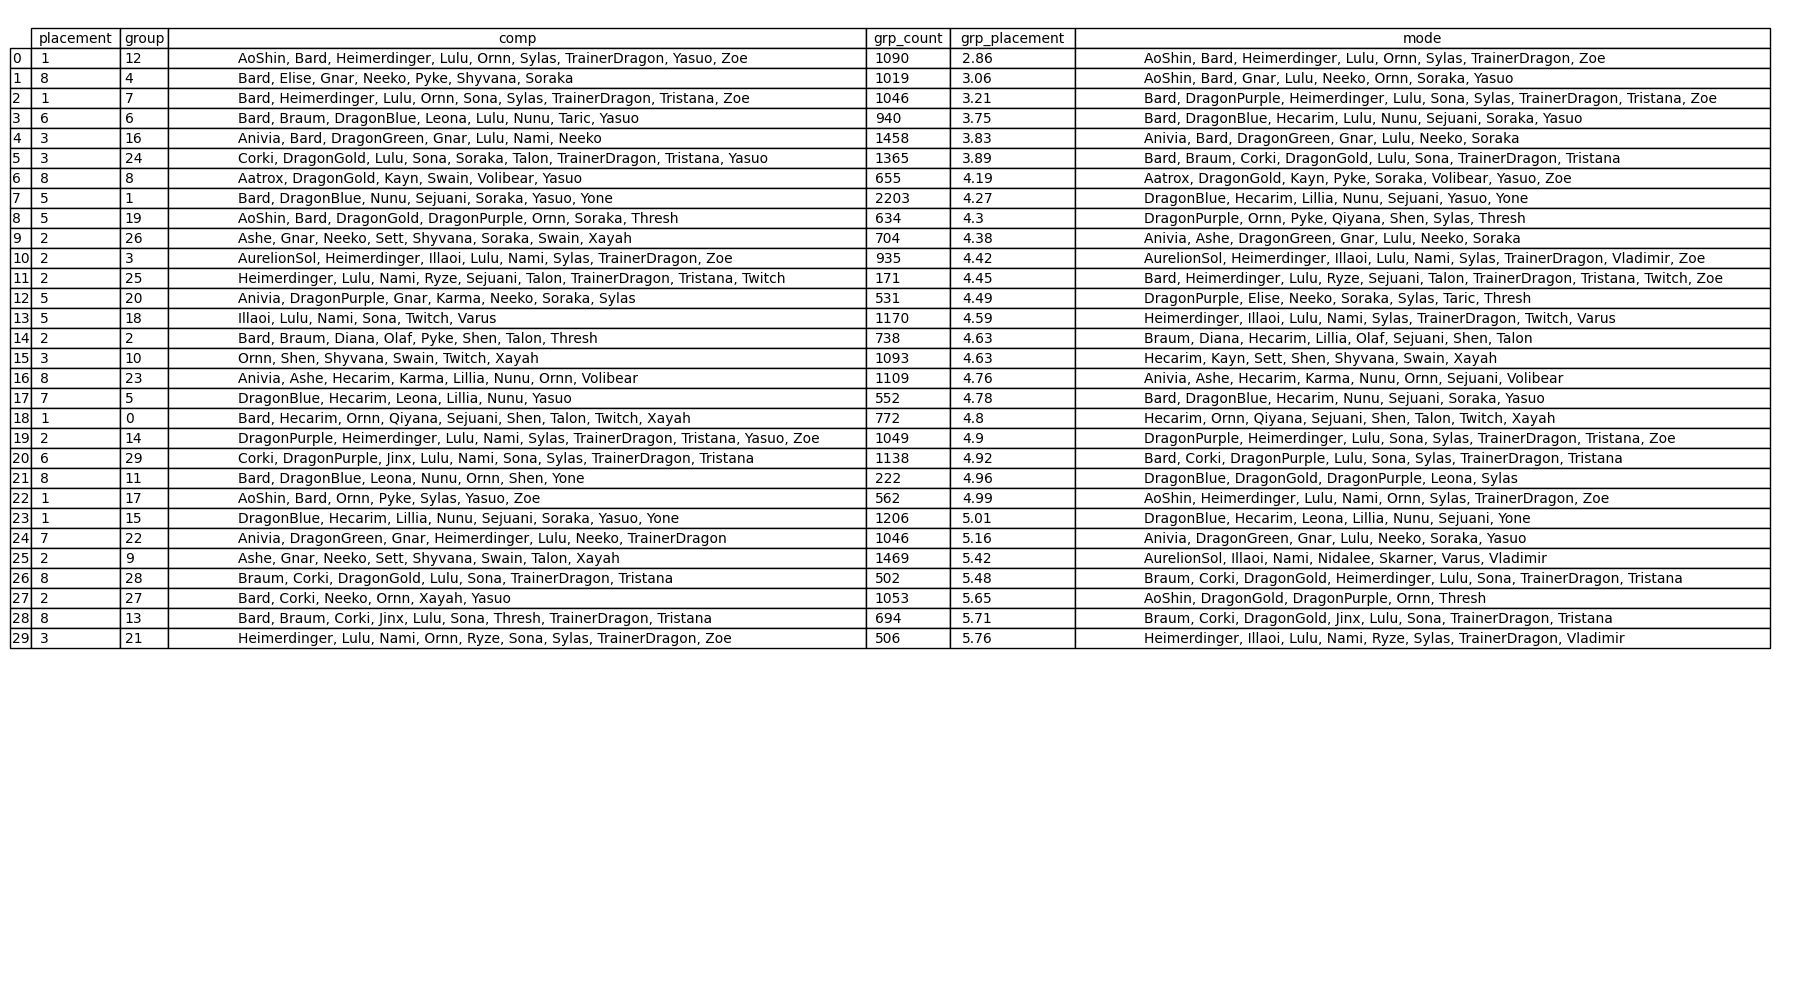 placement group comp grp_count grp_placement mode
0 1 12 AoShin, Bard, Heimerdinger, Lulu, Orn, Sylas, TrainerDragon, Yasuo, Zoe 1090 2.86 AoShin, Bard, Heimerdinger, Lulu, Ornn, Sylas, TrainerDragon, Zoe
1 8 4 Bard, Elise, Gnar, Neeko, Pyke, Shyvana, Soraka 1019 3.06 AoShin, Bard, Gnar, Lulu, Neeko, Ornn, Soraka, Yasuo
2 1 7 Bard, Heimerdinger, Lulu, Ornn, Sona, Sylas, TrainerDragon, Tristana, Zoe 1046 3.21 Bard, DragonPurple, Heimerdinger, Lulu, Sona, Sylas, TrainerDragon, Tristana, Zoe
3 6 6 Bard, Braum, DragonBlue, Leona, Lulu, Nunu, Taric, Yasuo 940 3.75 Bard, DragonBlue, Hecarim, Lulu, Nunu, Sejuani, Soraka, Yasuo
4 3 16 Anivia, Bard, DragonGreen, Gnar, Lulu, Nami, Neeko 1458 3.83 Anivia, Bard, DragonGreen, Gnar, Lulu, Neeko, Soraka
5 3 24 Corki, DragonGold, Lulu, Sona, Soraka, Talon, TrainerDragon, Tristana, Yasuo 1365 3.89 Bard, Braum, Corki, DragonGold, Lulu, Sona, TrainerDragon, Tristana
6 8 8 Aatrox, DragonGold, Kayn, Swain, Volibear, Yasuo 655 4.19 Aatrox, DragonGold, Kayn, Pyke, Soraka, Volibear, Yasuo, Zoe
7 5 1 Bard, DragonBlue, Nunu, Sejuani, Soraka, Yasuo, Yone 2203 4.27 DragonBlue, Hecarim, Lillia, Nunu, Sejuani, Yasuo, Yone
8 5 19 AoShin, Bard, DragonGold, DragonPurple, Ornn, Soraka, Thresh 634 4.3 DragonPurple, Ornn, Pyke, Qiyana, Shen, Sylas, Thresh
9 2 26 Ashe, Gnar, Neeko, Sett, Shyvana, Soraka, Swain, Xayah 704 4.38 Anivia, Ashe, DragonGreen, Gnar, Lulu, Neeko, Soraka
10 2 3 AurelionSol, Heimerdinger, Illaoi, Lulu, Nami, Sylas, TrainerDragon, Zoe 935 4.42 AurelionSol, Heimerdinger, Illaoi, Lulu, Nami, Sylas, TrainerDragon, Vladimir, Zoe
11 2 25 Heimerdinger, Lulu, Nami, Ryze, Sejuani, Talon, TrainerDragon, Tristana, Twitch 171 4.45 Bard, Heimerdinger, Lulu, Ryze, Sejuani, Talon, TrainerDragon, Tristana, Twitch, Zoe
12 5 20 Anivia, DragonPurple, Gnar, Karma, Neeko, Soraka, Sylas 531 4.49 DragonPurple, Elise, Neeko, Soraka, Sylas, Taric, Thresh
13 5 18 Illaoi, Lulu, Nami, Sona, Twitch, Varus 1170 4.59 Heimerdinger, Illaoi, Lulu, Nami, Sylas, TrainerDragon, Twitch, Varus
14 2 2 Bard, Braum, Diana, Olaf, Pyke, Shen, Talon, Thresh 738 4.63 Braum, Diana, Hecarim, Lillia, Olaf, Sejuani, Shen, Talon
15 3 10 Ornn, Shen, Shyvana, Swain, Twitch, Xayah 1093 4.63 Hecarim, Kayn, Sett, Shen, Shyvana, Swain, Xayah
16 8 23 Anivia, Ashe, Hecarim, Karma, Lillia, Nunu, Ornn, Volibear 1109 4.76 Anivia, Ashe, Hecarim, Karma, Nunu, Ornn, Sejuani, Volibear
17 7 5 DragonBlue, Hecarim, Leona, Lillia, Nunu, Yasuo 552 4.78 Bard, DragonBlue, Hecarim, Nunu, Sejuani, Soraka, Yasuo
18 1 0 Bard, Hecarim, Ornn, Qiyana, Sejuani, Shen, Talon, Twitch, Xayah 772 4.8 Hecarim, Ornn, Qiyana, Sejuani, Shen, Talon, Twitch, Xayah
19 2 14 DragonPurple, Heimerdinger, Lulu, Nami, Sylas, TrainerDragon, Tristana, Yasuo, Zoe 1049 4.9 DragonPurple, Heimerdinger, Lulu, Sona, Sylas, TrainerDragon, Tristana, Zoe
20 6 29 Corki, DragonPurple, Jinx, Lulu, Nami, Sona, Sylas, TrainerDragon, Tristana 1138 4.92 Bard, Corki, DragonPurple, Lulu, Sona, Sylas, TrainerDragon, Tristana
21 8 11 Bard, DragonBlue, Leona, Nunu, Ornn, Shen, Yone 222 4.96 DragonBlue, DragonGold, DragonPurple, Leona, Sylas
22 1 17 AoShin, Bard, Ornn, Pyke, Sylas, Yasuo, Zoe 562 4.99 AoShin, Heimerdinger, Lulu, Nami, Ornn, Sylas, TrainerDragon, Zoe
23 1 15 DragonBlue, Hecarim, Lillia, Nunu, Sejuani, Soraka, Yasuo, Yone 1206 5.01 DragonBlue, Hecarim, Leona, Lillia, Nunu, Sejuani, Yone
24 7 22 Anivia, DragonGreen, Gnar, Heimerdinger, Lulu, Neeko, TrainerDragon 1046 5.16 Anivia, DragonGreen, Gnar, Lulu, Neeko, Soraka, Yasuo
25 2 9 Ashe, Gnar, Neeko, Sett, Shyvana, Swain, Talon, Xayah 1469 5.42 AurelionSol, Illaoi, Nami, Nidalee, Skarner, Varus, Vladimir
26 8 28 Braum, Corki, DragonGold, Lulu, Sona, TrainerDragon, Tristana 502 5.48 Braum, Corki, DragonGold, Heimerdinger, Lulu, Sona, TrainerDragon, Tristana
27 2 27 Bard, Corki, Neeko, Ornn, Xayah, Yasuo 1053 5.65 AoShin, DragonGold, DragonPurple, Ornn, Thresh
28 8 13 Bard, Braum, Corki, Jinx, Lulu, Sona, Thresh, TrainerDragon, Tristana 694 5.71 Braum, Corki, DragonGold, Jinx, Lulu, Sona, TrainerDragon, Tristana
29 3 21 Heimerdinger, Lulu, Nami, Ornn, Ryze, Sona, Sylas, TrainerDragon, Zoe 506 5.76 Heimerdinger, Illaoi, Lulu, Nami, Ryze, Sylas, TrainerDragon, Vladimir